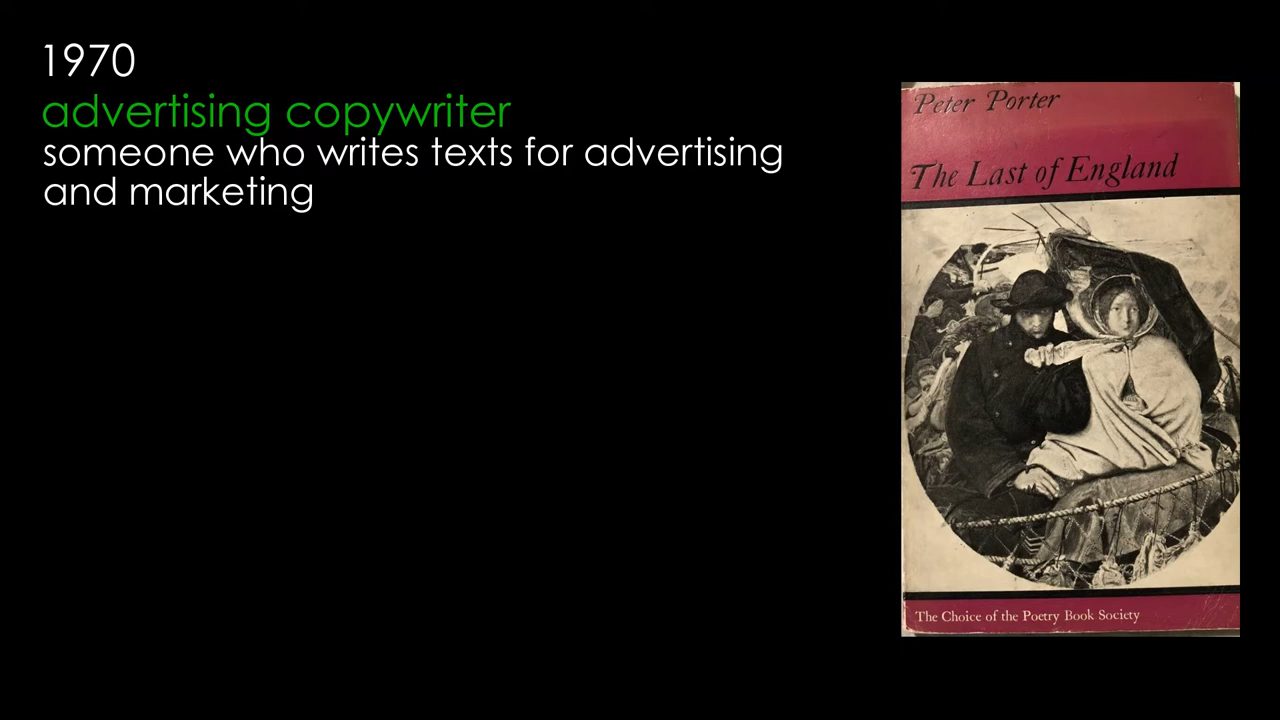 1970
advertising copywriter
someone who writes texts for advertising
and marketing
Peter Porter
The Last of England
The Choice of the Poetry Book Society